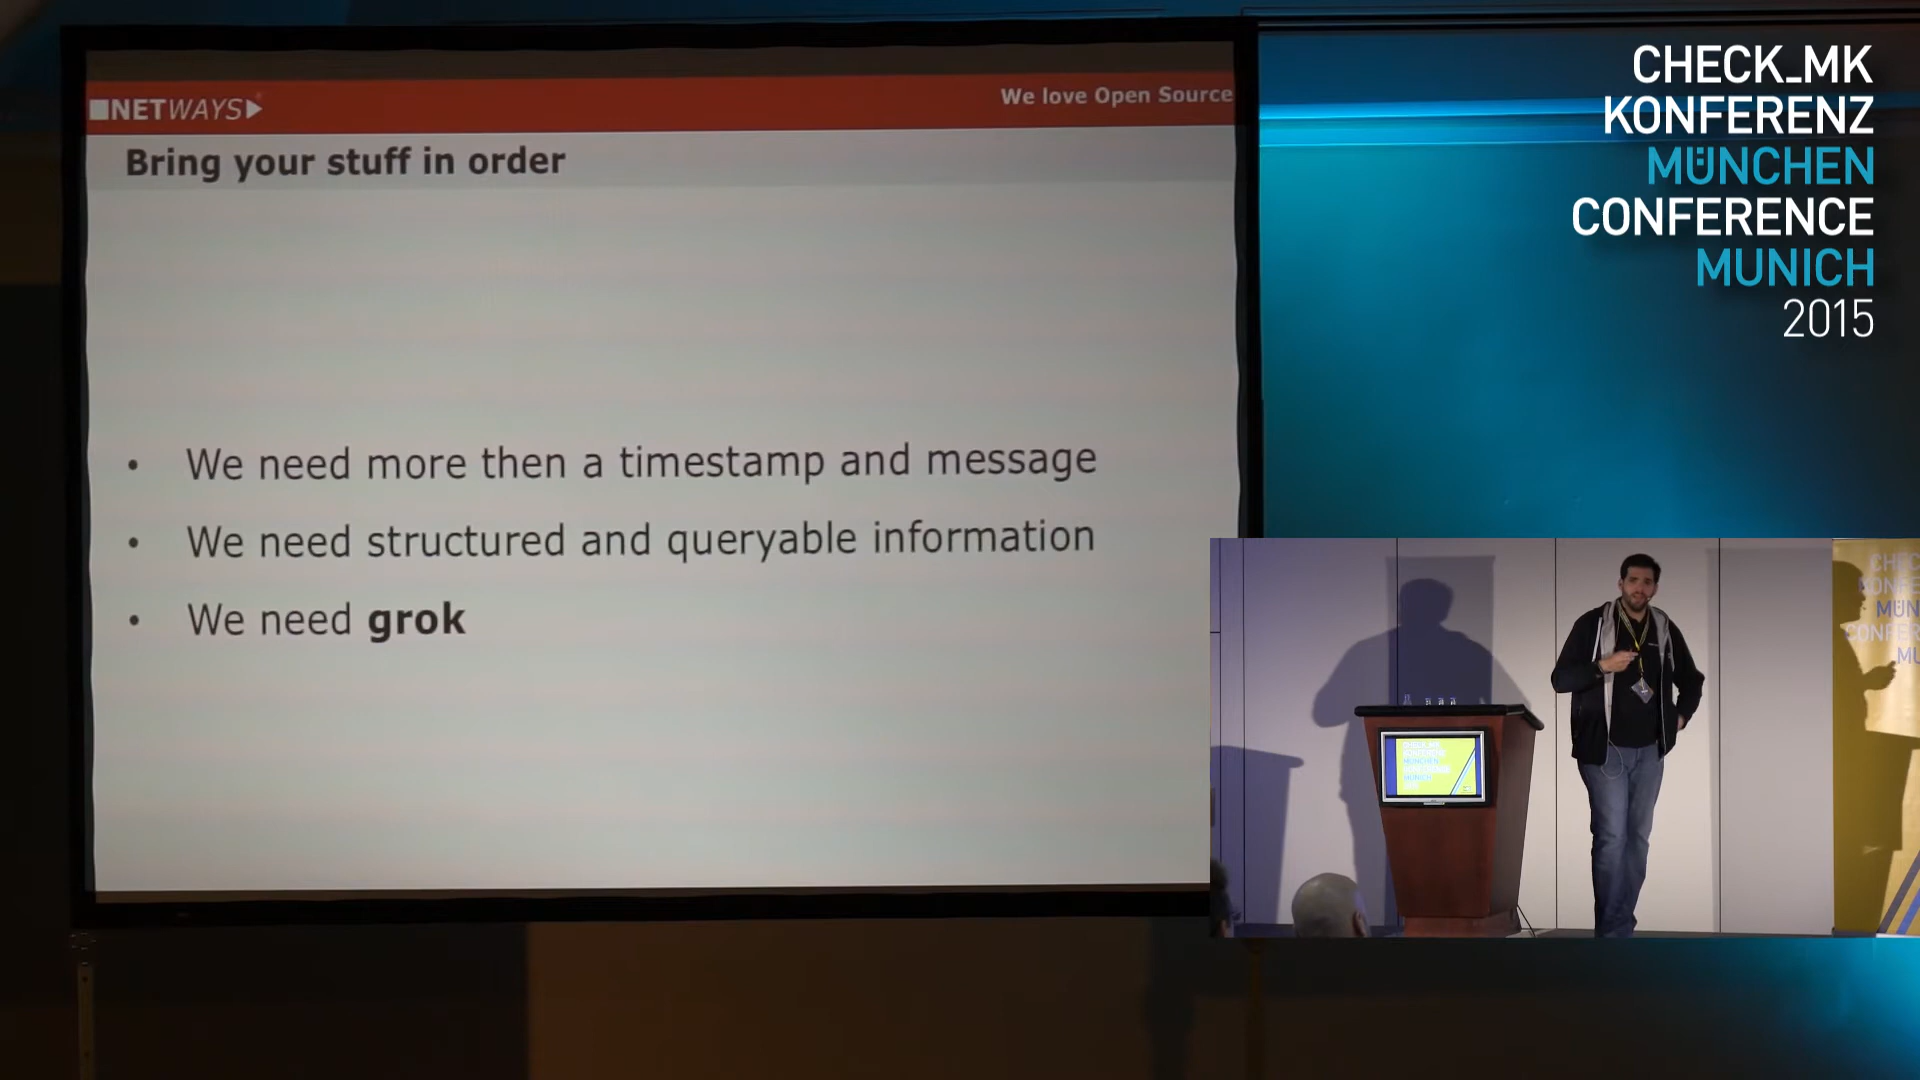 NETWAYS
We love Open Source
Bring your stuff in order
• We need more then a timestamp and message
• We need structured and queryable information
• We need grok
CHECK_MK
KONFERENZ
MÜNCHEN
CONFERENCE
MUNICH
2015